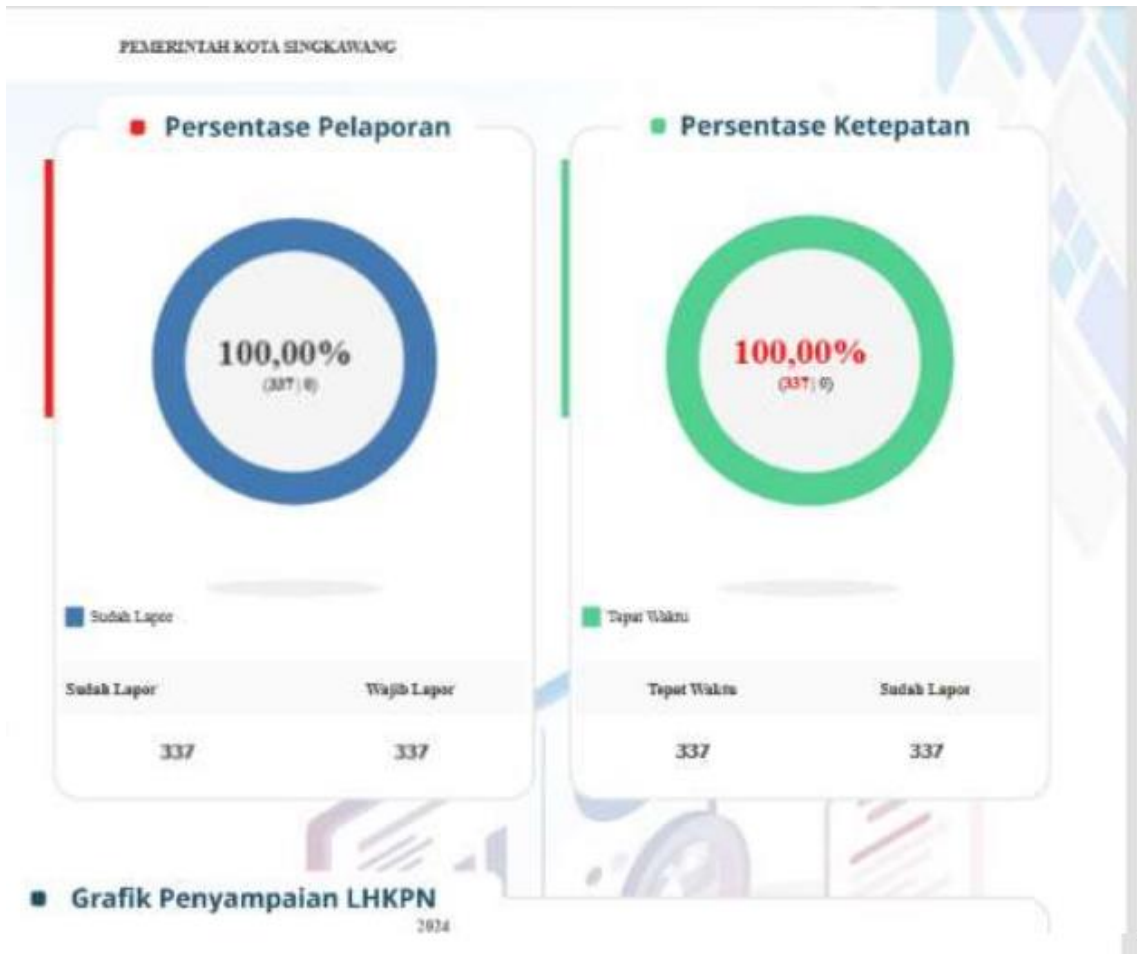 PEMERINTAH KOTA SINGKAWANG
Persentase Pelaporan
100,00%
(337 | 0)
Sudah Lapor
Sudah Lapor Wajib Lapor
337 337
Persentase Ketepatan
100,00%
(337 | 0)
Tepat Waktu
Tepat Waktu Sudah Lapor
337 337
Grafik Penyampaian LHKPN
2024